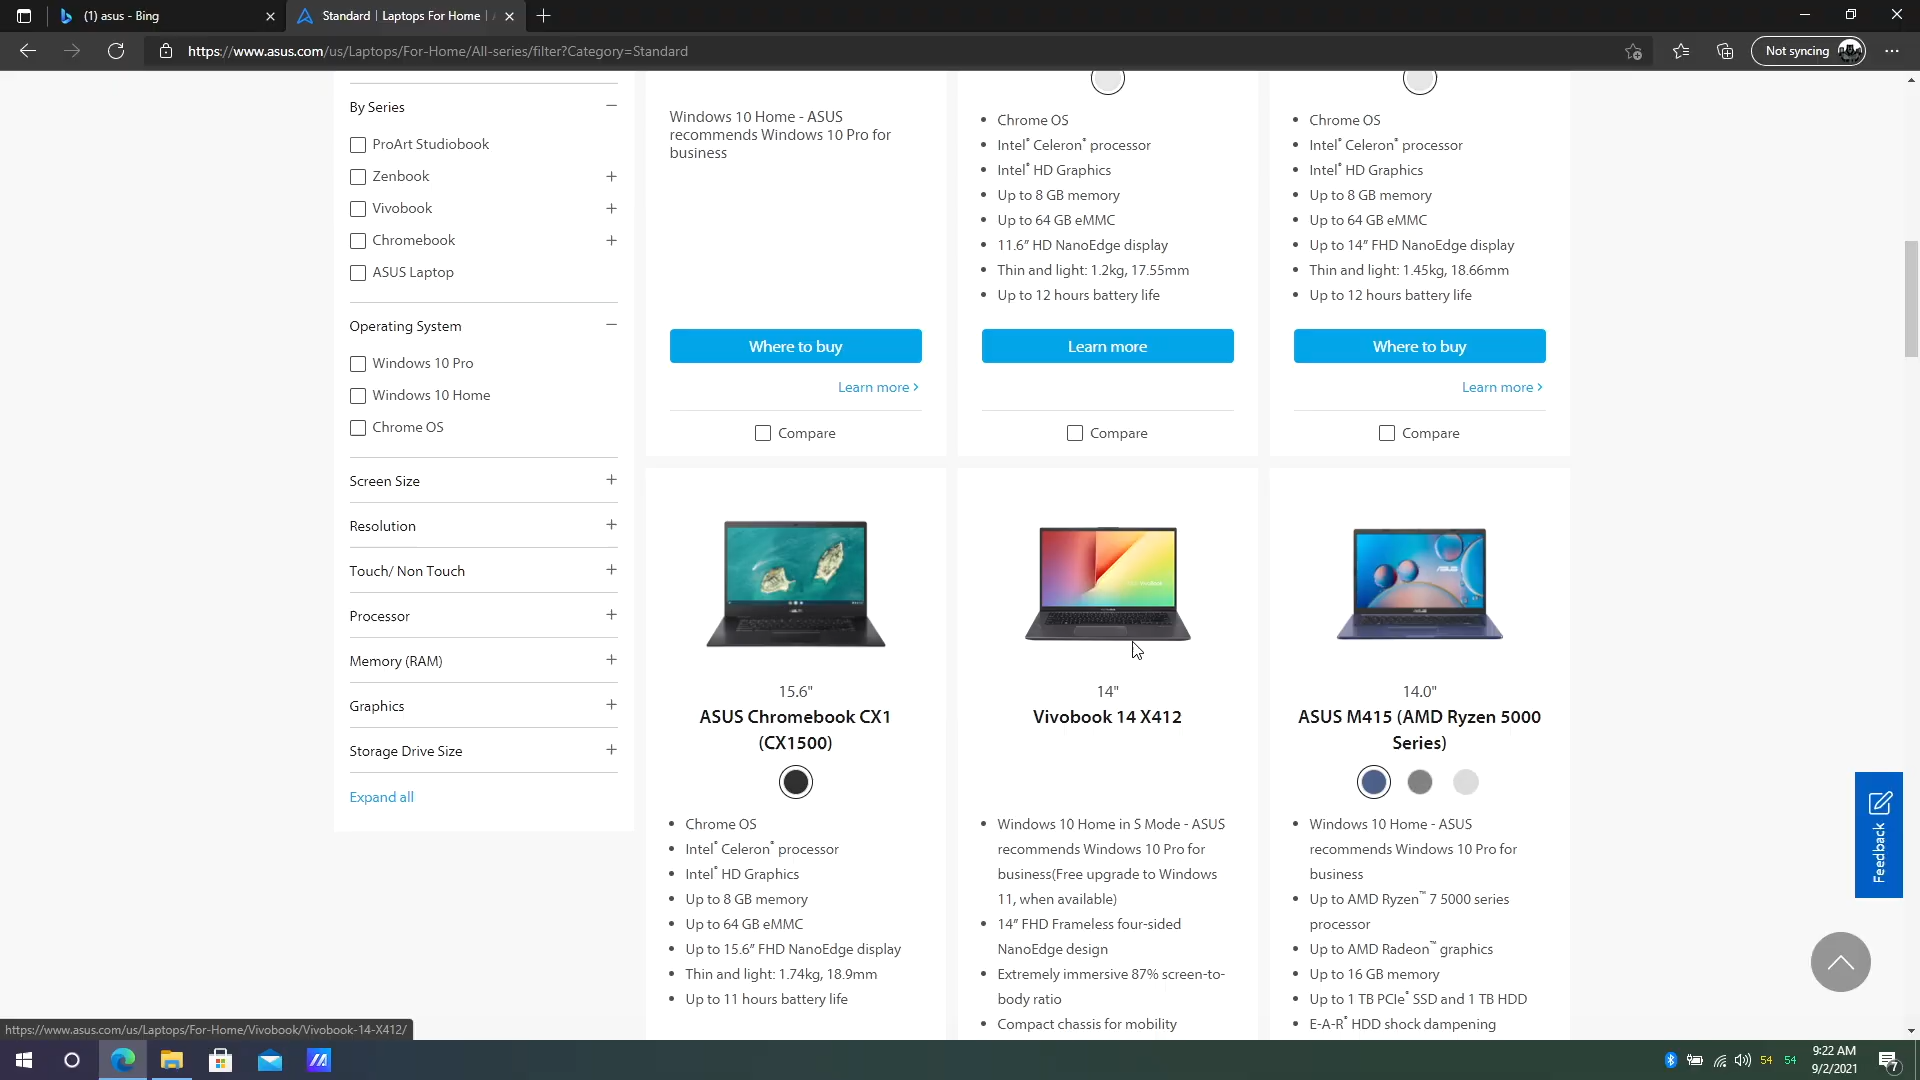 (1) asus - Bing
Standard | Laptops For Home |
https://www.asus.com/us/Laptops/For-Home/All-series/filter?Category=Standard
Not syncing
By Series
ProArt Studiobook
Zenbook
Vivobook
Chromebook
ASUS Laptop
Operating System
Windows 10 Pro
Windows 10 Home
Chrome OS
Screen Size
Resolution
Touch/ Non Touch
Processor
Memory (RAM)
Graphics
Storage Drive Size
Expand all
Windows 10 Home - ASUS
recommends Windows 10 Pro for
business
Where to buy
Learn more >
Compare
• Chrome OS
• Intel® Celeron® processor
• Intel® HD Graphics
• Up to 8 GB memory
• Up to 64 GB eMMC
• 11.6” HD NanoEdge display
• Thin and light: 1.2kg, 17.55mm
• Up to 12 hours battery life
Learn more
Compare
• Chrome OS
• Intel® Celeron® processor
• Intel® HD Graphics
• Up to 8 GB memory
• Up to 64 GB eMMC
• Up to 14” FHD NanoEdge display
• Thin and light: 1.45kg, 18.66mm
• Up to 12 hours battery life
Where to buy
Learn more >
Compare
15.6"
ASUS Chromebook CX1
(CX1500)
• Chrome OS
• Intel® Celeron® processor
• Intel® HD Graphics
• Up to 8 GB memory
• Up to 64 GB eMMC
• Up to 15.6” FHD NanoEdge display
• Thin and light: 1.74kg, 18.9mm
• Up to 11 hours battery life
14"
Vivobook 14 X412
• Windows 10 Home in S Mode - ASUS
recommends Windows 10 Pro for
business(Free upgrade to Windows
11, when available)
• 14” FHD Frameless four-sided
NanoEdge design
• Extremely immersive 87% screen-to-
body ratio
• Compact chassis for mobility
ASUS
14.0"
ASUS M415 (AMD Ryzen 5000
Series)
• Windows 10 Home - ASUS
recommends Windows 10 Pro for
business
• Up to AMD Ryzen™ 7 5000 series
processor
• Up to AMD Radeon™ graphics
• Up to 16 GB memory
• Up to 1 TB PCIe® SSD and 1 TB HDD
• E-A-R® HDD shock dampening
Feedback
https://www.asus.com/us/Laptops/For-Home/Vivobook/Vivobook-14-X412/
54
54
9:22 AM
9/2/2021
7